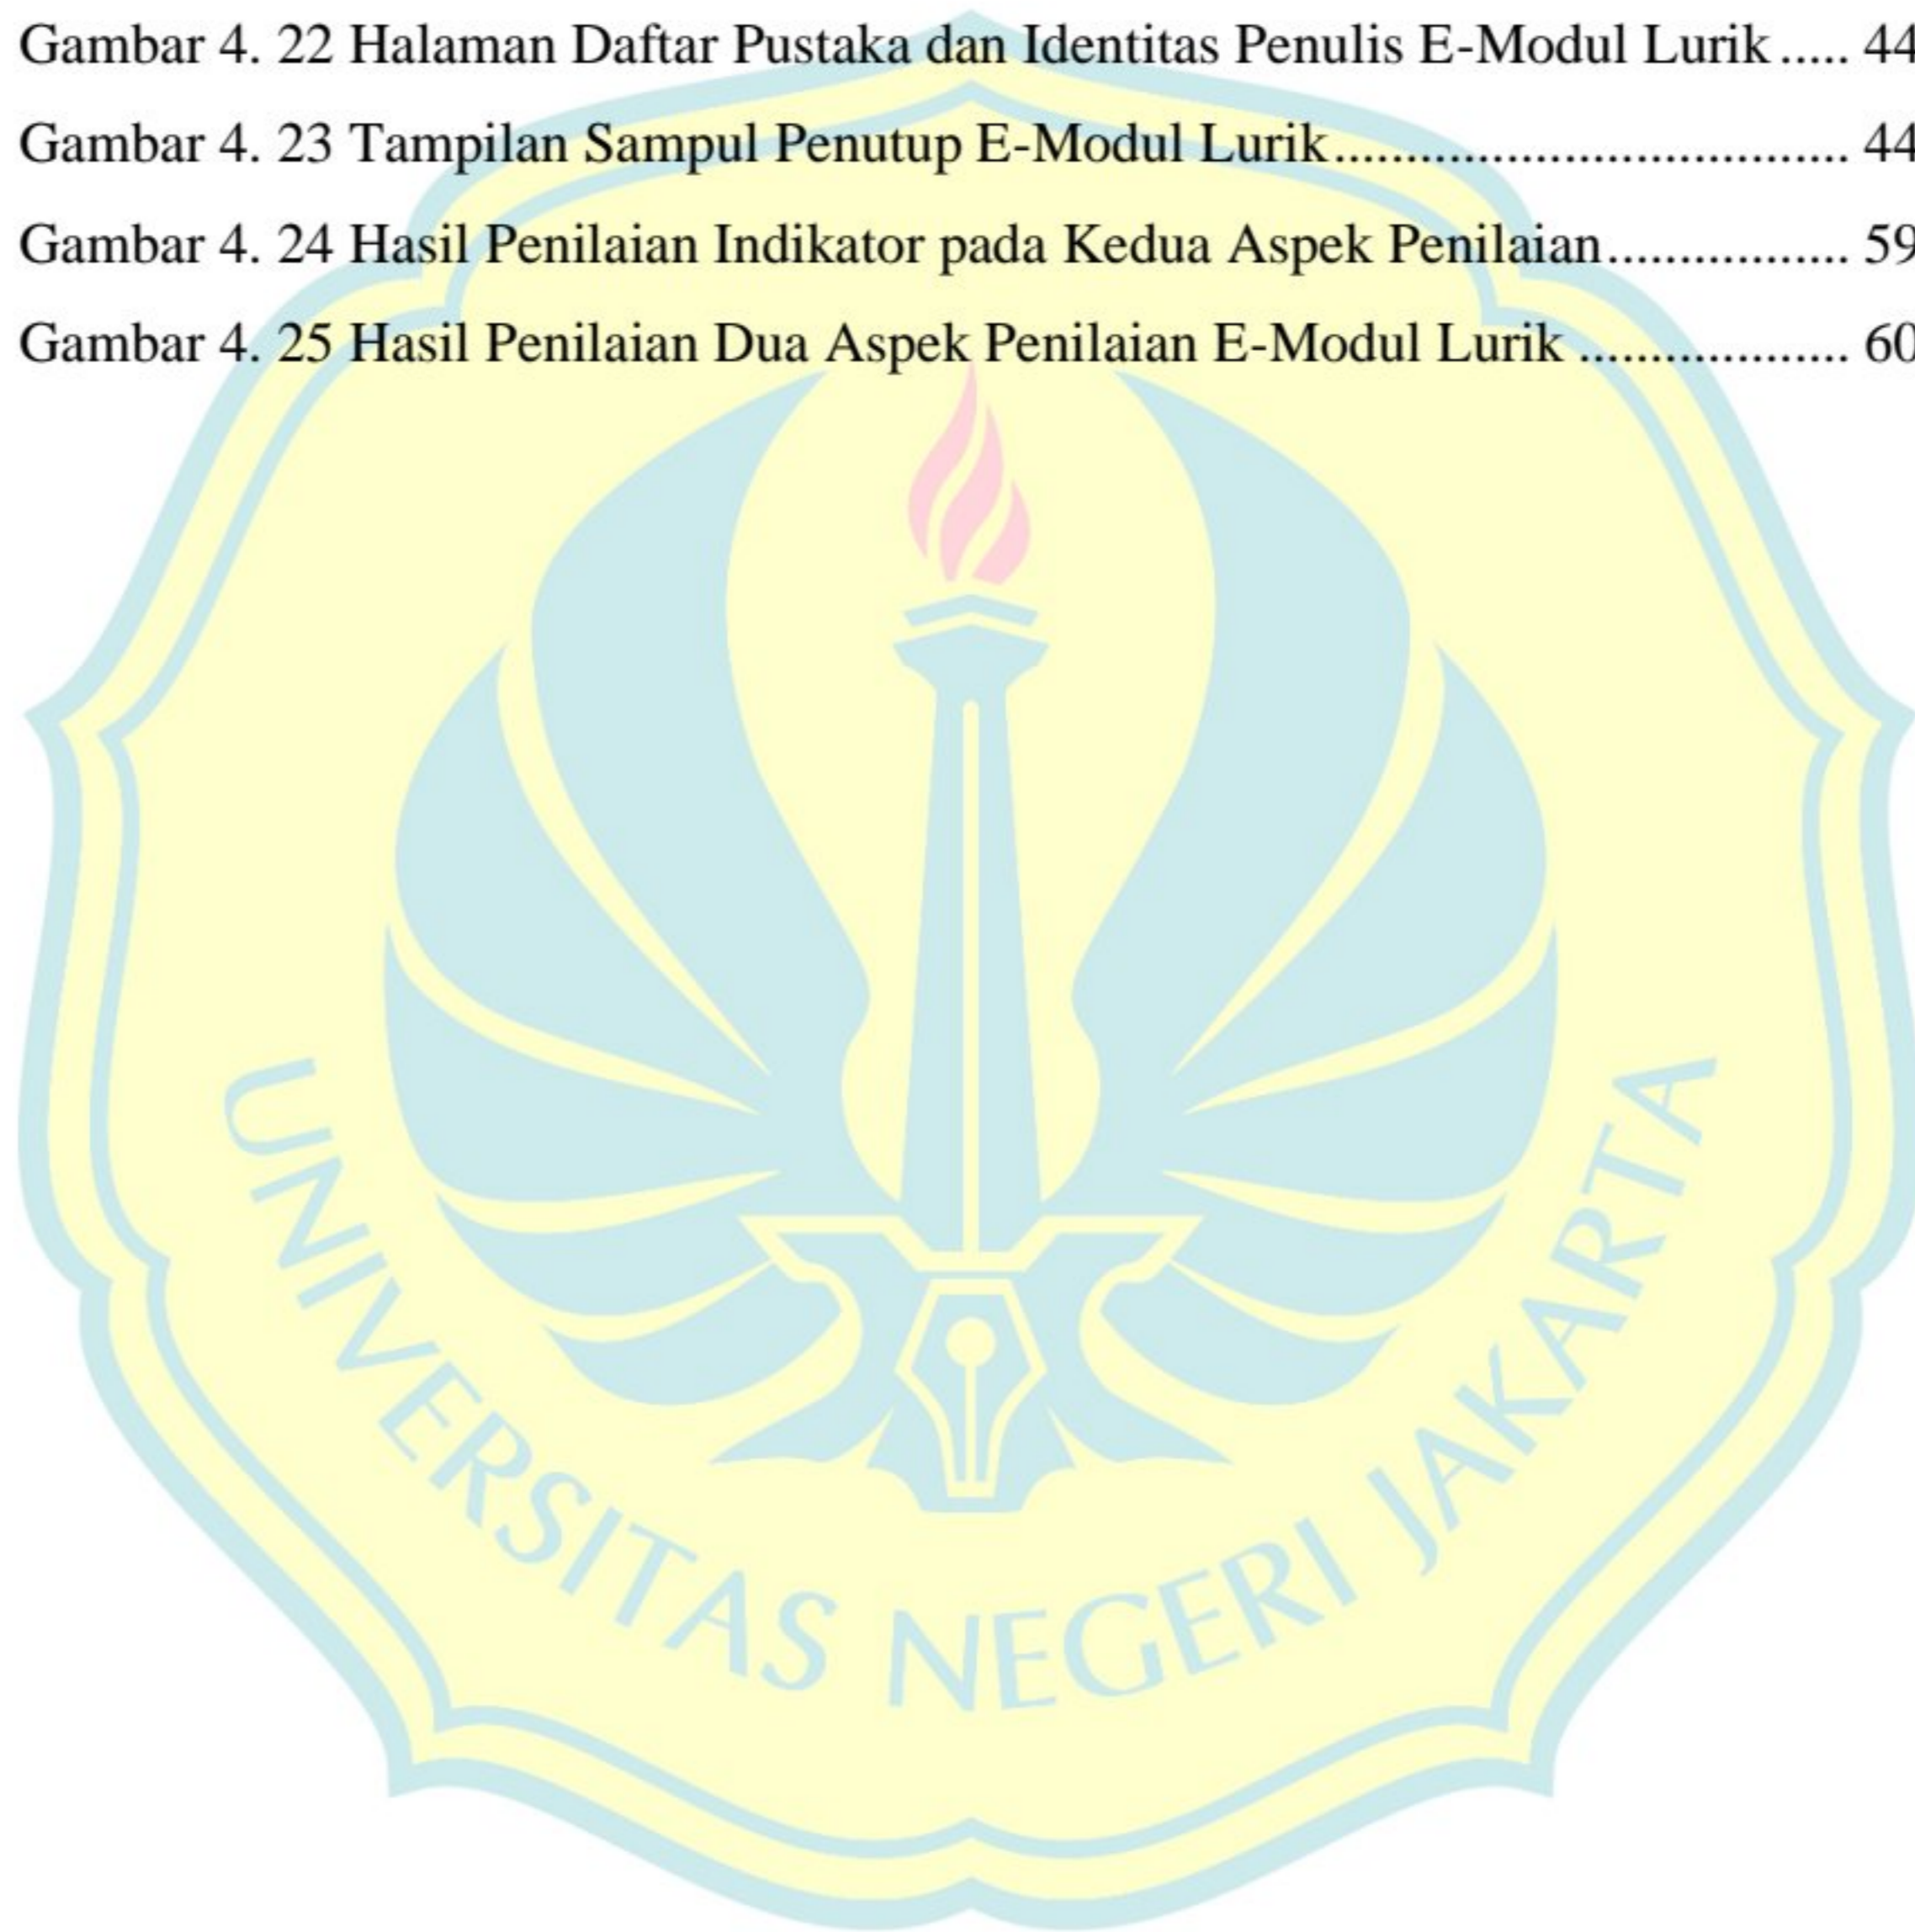 Gambar 4. 22 Halaman Daftar Pustaka dan Identitas Penulis E-Modul Lurik ..... 44
Gambar 4. 23 Tampilan Sampul Penutup E-Modul Lurik.................................... 44
Gambar 4. 24 Hasil Penilaian Indikator pada Kedua Aspek Penilaian................. 59
Gambar 4. 25 Hasil Penilaian Dua Aspek Penilaian E-Modul Lurik ................... 60
UNIVERSITAS NEGERI JAKARTA